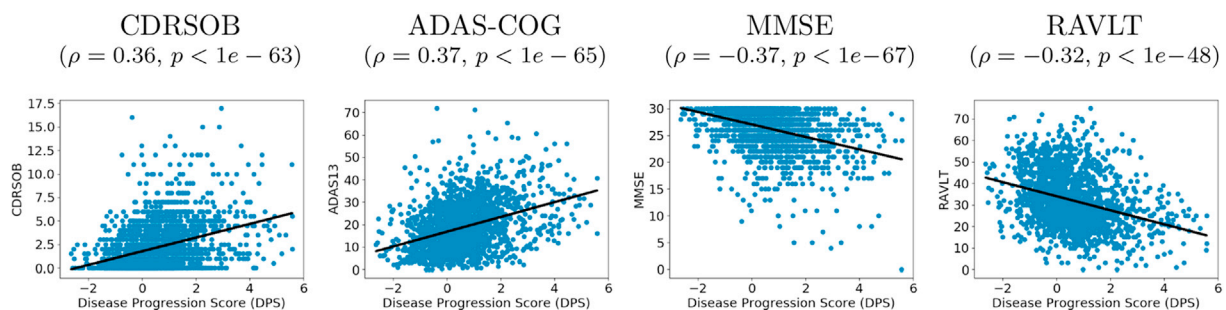 CDRSOB
(ρ = 0.36, p < 1e − 63)
17.5
15.0
12.5
10.0
7.5
5.0
2.5
0.0
CDRSOB
−2 0 2 4 6
Disease Progression Score (DPS)
ADAS-COG
(ρ = 0.37, p < 1e − 65)
70
60
50
40
30
20
10
0
ADAS13
−2 0 2 4 6
Disease Progression Score (DPS)
MMSE
(ρ = −0.37, p < 1e−67)
30
25
20
15
10
5
0
MMSE
−2 0 2 4 6
Disease Progression Score (DPS)
RAVLT
(ρ = −0.32, p < 1e−48)
70
60
50
40
30
20
10
0
RAVLT
−2 0 2 4 6
Disease Progression Score (DPS)